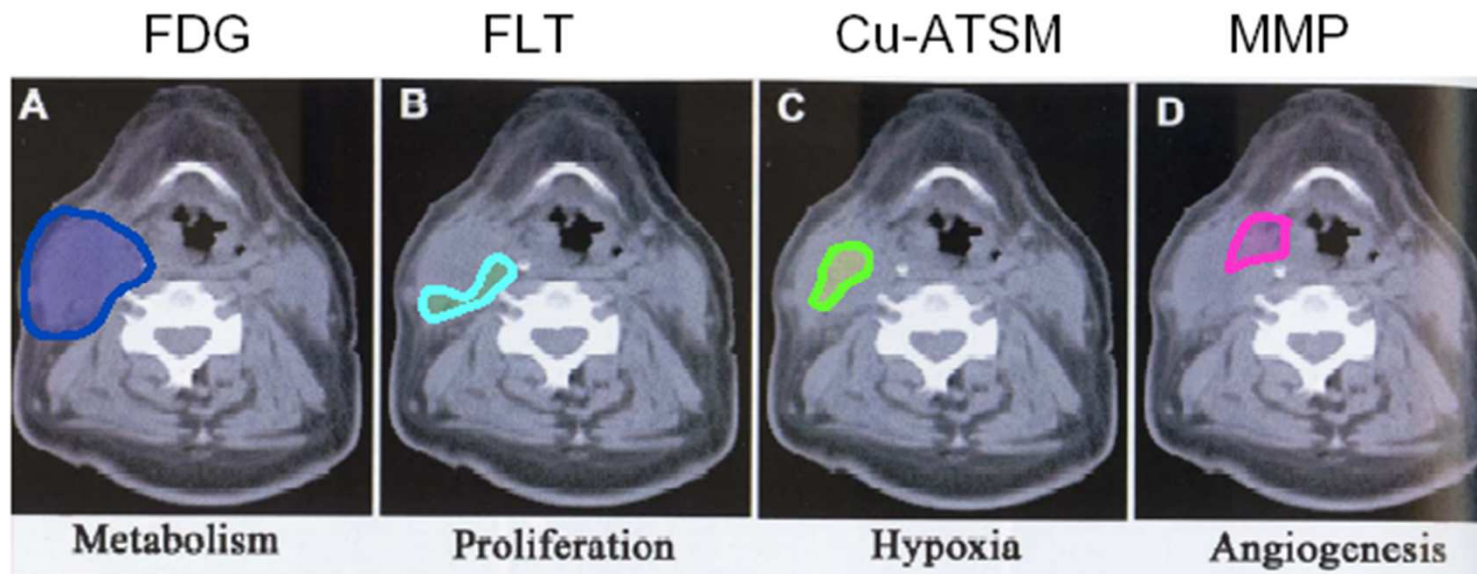 FDG FLT Cu-ATSM MMP
A B C D
Metabolism Proliferation Hypoxia Angiogenesis